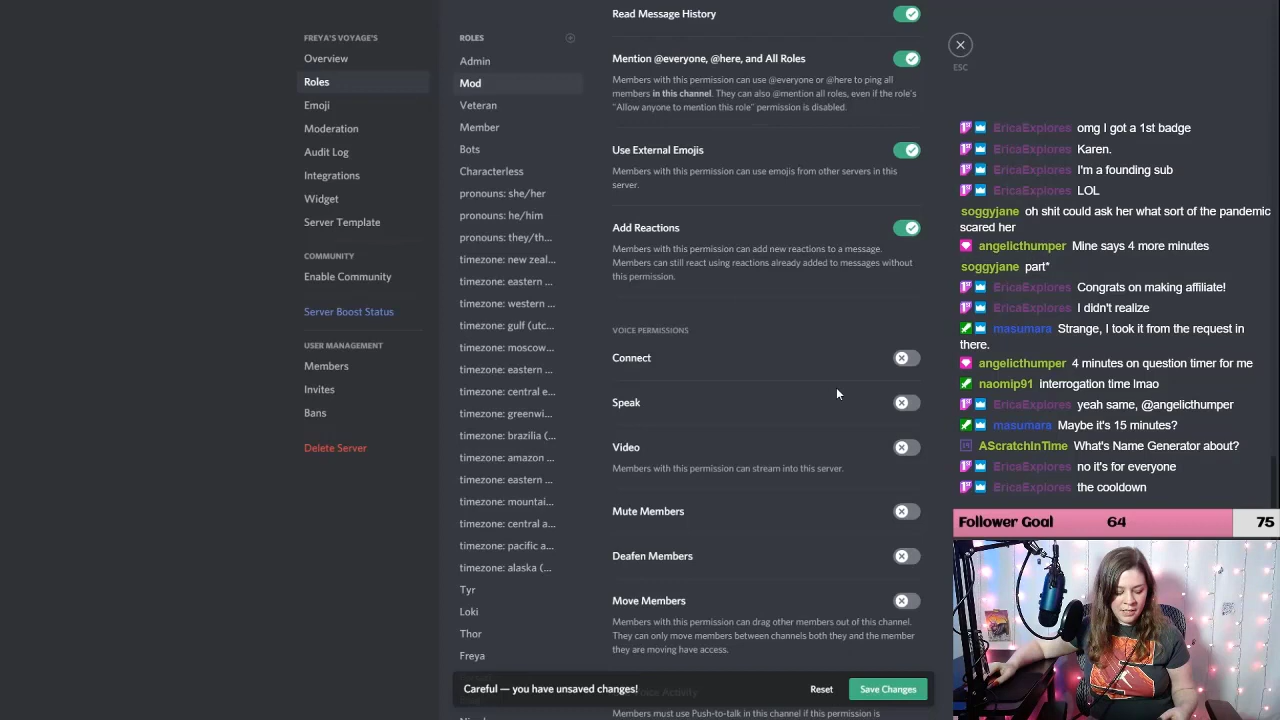 FREYA'S VOYAGE'S
Overview
Roles
Emoji
Moderation
Audit Log
Integrations
Widget
Server Template
COMMUNITY
Enable Community
Server Boost Status
USER MANAGEMENT
Members
Invites
Bans
Delete Server
ROLES
Admin
Mod
Veteran
Member
Bots
Characterless
pronouns: she/her
pronouns: he/him
pronouns: they/th...
timezone: new zeal...
timezone: eastern ...
timezone: western ...
timezone: gulf (utc...
timezone: moscow...
timezone: eastern ...
timezone: central e...
timezone: greenwi...
timezone: brazilia (...
timezone: amazon ...
timezone: eastern ...
timezone: mountai...
timezone: central a...
timezone: pacific a...
timezone: alaska (...
Tyr
Loki
Thor
Freya
Read Message History
Mention @everyone, @here, and All Roles
Members with this permission can use @everyone or @here to ping all
members in this channel. They can also @mention all roles, even if the role's
"Allow anyone to mention this role" permission is disabled.
Use External Emojis
Members with this permission can use emojis from other servers in this
server.
Add Reactions
Members with this permission can add new reactions to a message.
Members can still react using reactions already added to messages without
this permission.
VOICE PERMISSIONS
Connect
Speak
Video
Members with this permission can stream into this server.
Mute Members
Deafen Members
Move Members
Members with this permission can drag other members out of this channel.
They can only move members between channels both they and the member
they are moving have access.
Careful — you have unsaved changes!
Reset
Save Changes
Members must use Push-to-talk in this channel if this permission is
ESC
EricaExplores omg I got a 1st badge
EricaExplores Karen.
EricaExplores I'm a founding sub
EricaExplores LOL
soggyjane oh shit could ask her what sort of the pandemic
scared her
angelicthumper Mine says 4 more minutes
soggyjane part*
EricaExplores Congrats on making affiliate!
EricaExplores I didn't realize
masumara Strange, I took it from the request in
there.
angelicthumper 4 minutes on question timer for me
naomip91 interrogation time lmao
EricaExplores yeah same, @angelicthumper
masumara Maybe it's 15 minutes?
AScratchInTime What's Name Generator about?
EricaExplores no it's for everyone
EricaExplores the cooldown
Follower Goal 64 75